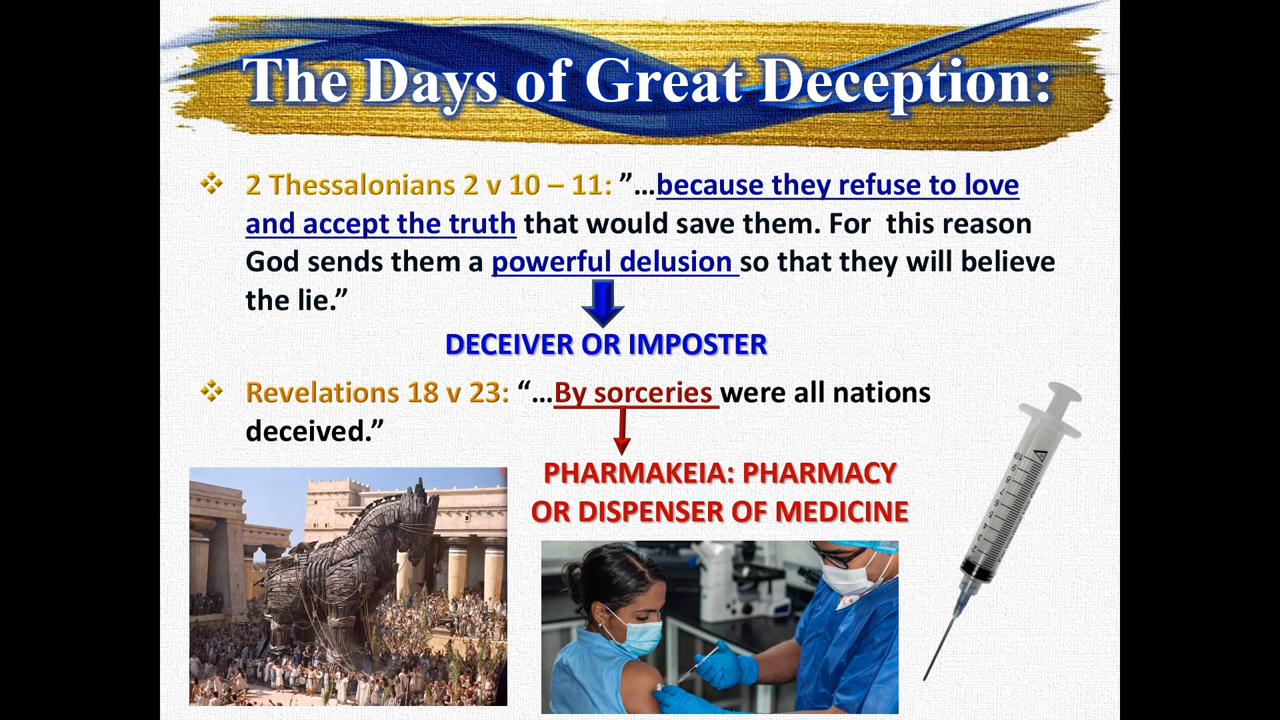 The Days of Great Deception:
❖ 2 Thessalonians 2 v 10 – 11: ”…because they refuse to love
and accept the truth that would save them. For  this reason
God sends them a powerful delusion so that they will believe
the lie.”
DECEIVER OR IMPOSTER
❖ Revelations 18 v 23: “…By sorceries were all nations
deceived.”
PHARMAKEIA: PHARMACY
OR DISPENSER OF MEDICINE